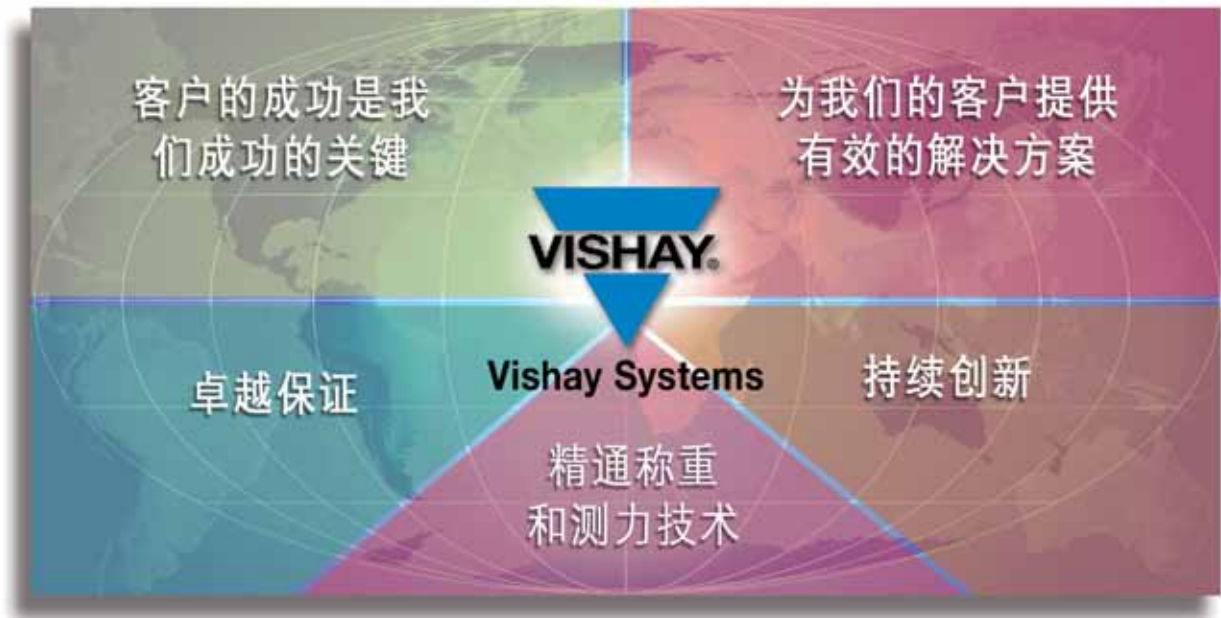 客户的成功是我
们成功的关键
为我们的客户提供
有效的解决方案
VISHAY®
Vishay Systems
卓越保证
持续创新
精通称重
和测力技术